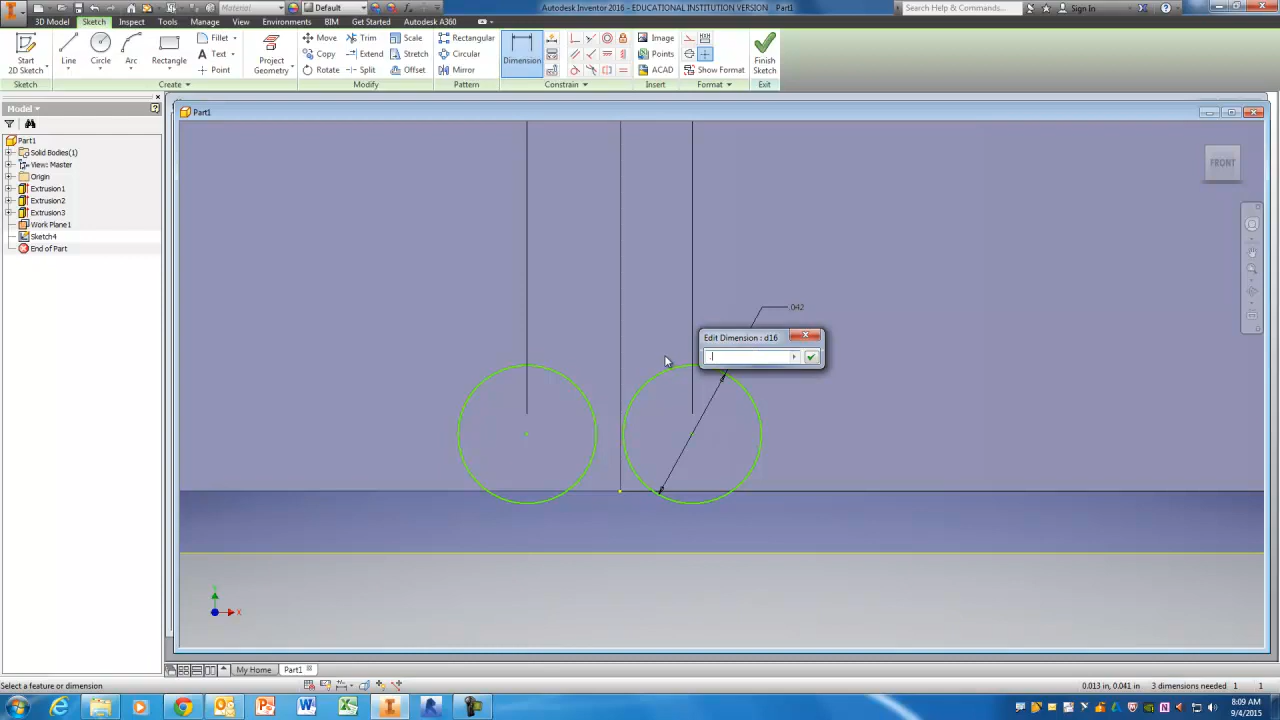 Material
Default
Autodesk Inventor 2016 - EDUCATIONAL INSTITUTION VERSION Part1
Search Help & Commands...
Sign In
3D Model Sketch Inspect Tools Manage View Environments BIM Get Started Autodesk A360
Start 2D Sketch
Line
Circle
Arc
Rectangle
Fillet
Text
Point
Project Geometry
Move
Copy
Rotate
Trim
Extend
Split
Scale
Stretch
Offset
Rectangular
Circular
Mirror
Dimension
Image
Points
ACAD
Show Format
Finish Sketch
Sketch Create Modify Pattern Constrain Insert Format Exit
Model
Part1
Part1
Solid Bodies(1)
View: Master
Origin
Extrusion1
Extrusion2
Extrusion3
Work Plane1
Sketch4
End of Part
FRONT
.042
Edit Dimension : d16
.
Y
X
My Home
Part1
Select a feature or dimension
0.013 in, 0.041 in 3 dimensions needed 1 1
8:09 AM
9/4/2015